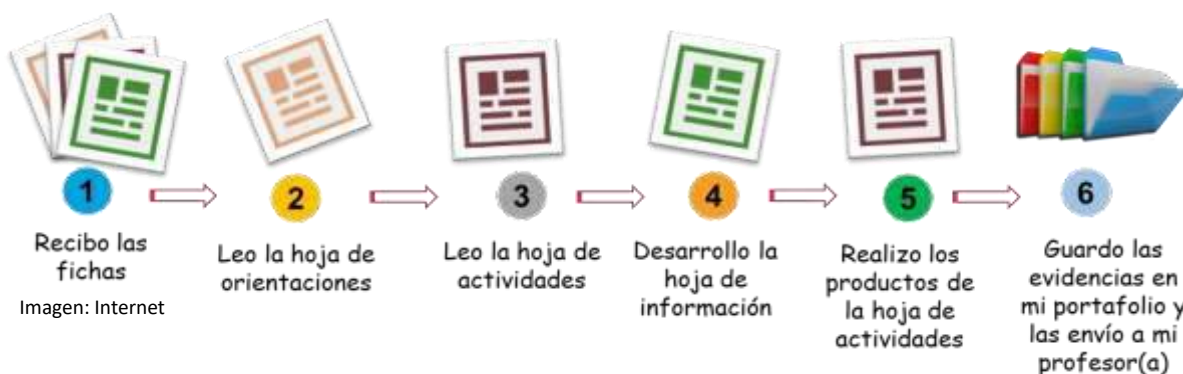 1
Recibo las
fichas
Imagen: Internet
2
Leo la hoja de
orientaciones
3
Leo la hoja de
actividades
4
Desarrollo la
hoja de
información
5
Realizo los
productos de
la hoja de
actividades
6
Guardo las
evidencias en
mi portafolio y
las envío a mi
profesor(a)